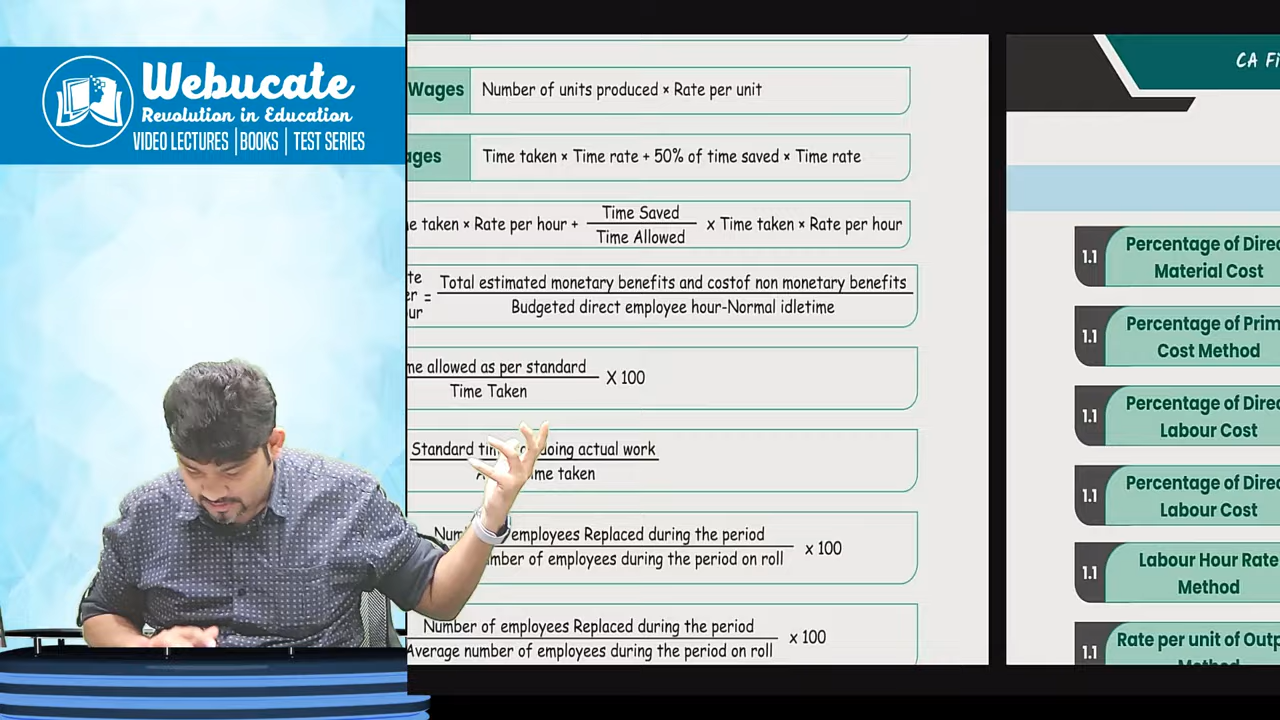 Webucate
Revolution in Education
VIDEO LECTURES | BOOKS | TEST SERIES
Wages
Number of units produced × Rate per unit
ages
Time taken × Time rate + 50% of time saved × Time rate
e taken × Rate per hour + Time Saved
Time Allowed x Time taken × Rate per hour
te
er =
ur
Total estimated monetary benefits and costof non monetary benefits
Budgeted direct employee hour-Normal idletime
me allowed as per standard
Time Taken X 100
Standard doing actual work
time taken
employees Replaced during the period
mber of employees during the period on roll x 100
Number of employees Replaced during the period
Average number of employees during the period on roll x 100
CA Fi
1.1 Percentage of Direc
Material Cost
1.1 Percentage of Prim
Cost Method
1.1 Percentage of Direc
Labour Cost
1.1 Percentage of Direc
Labour Cost
1.1 Labour Hour Rate
Method
1.1 Rate per unit of Outp
Method